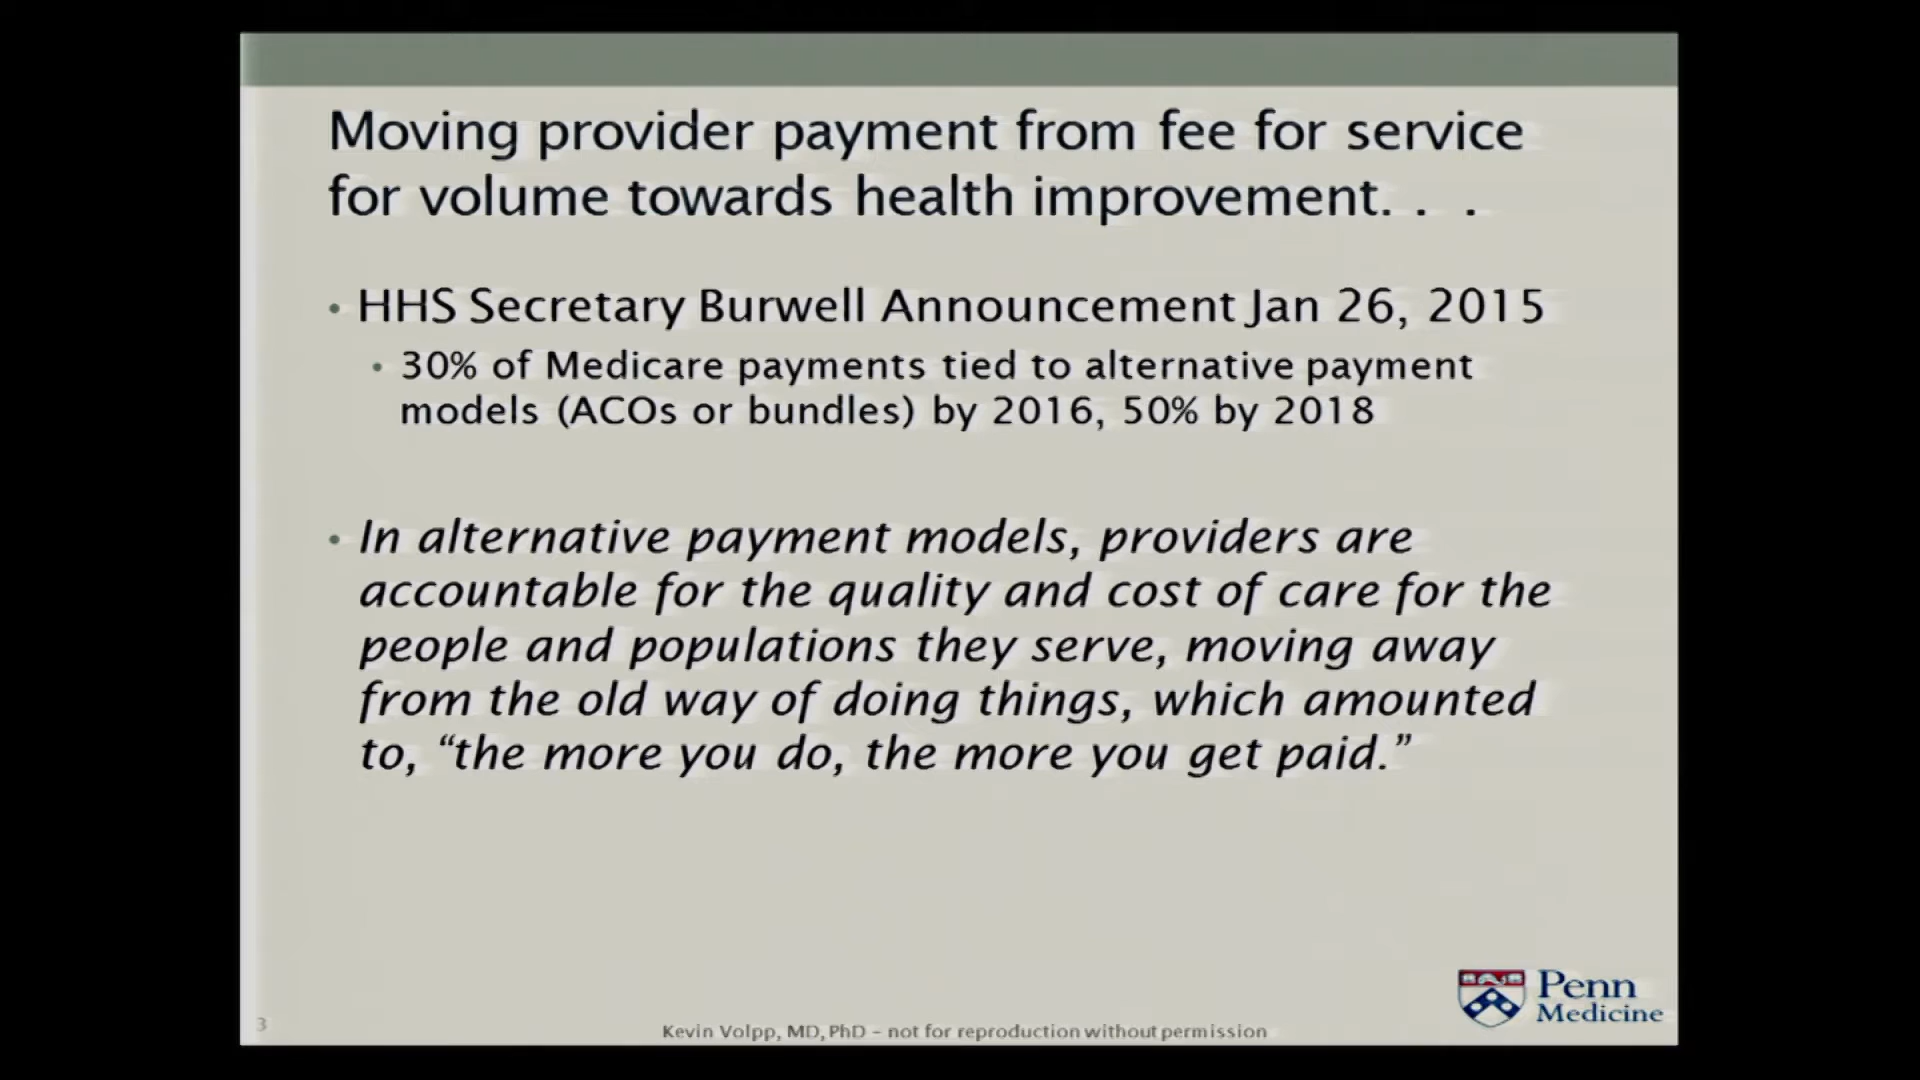 Moving provider payment from fee for service
for volume towards health improvement. . .
• HHS Secretary Burwell Announcement Jan 26, 2015
• 30% of Medicare payments tied to alternative payment
models (ACOs or bundles) by 2016, 50% by 2018
• In alternative payment models, providers are
accountable for the quality and cost of care for the
people and populations they serve, moving away
from the old way of doing things, which amounted
to, “the more you do, the more you get paid.”
Penn
Medicine
3
Kevin Volpp, MD, PhD – not for reproduction without permission